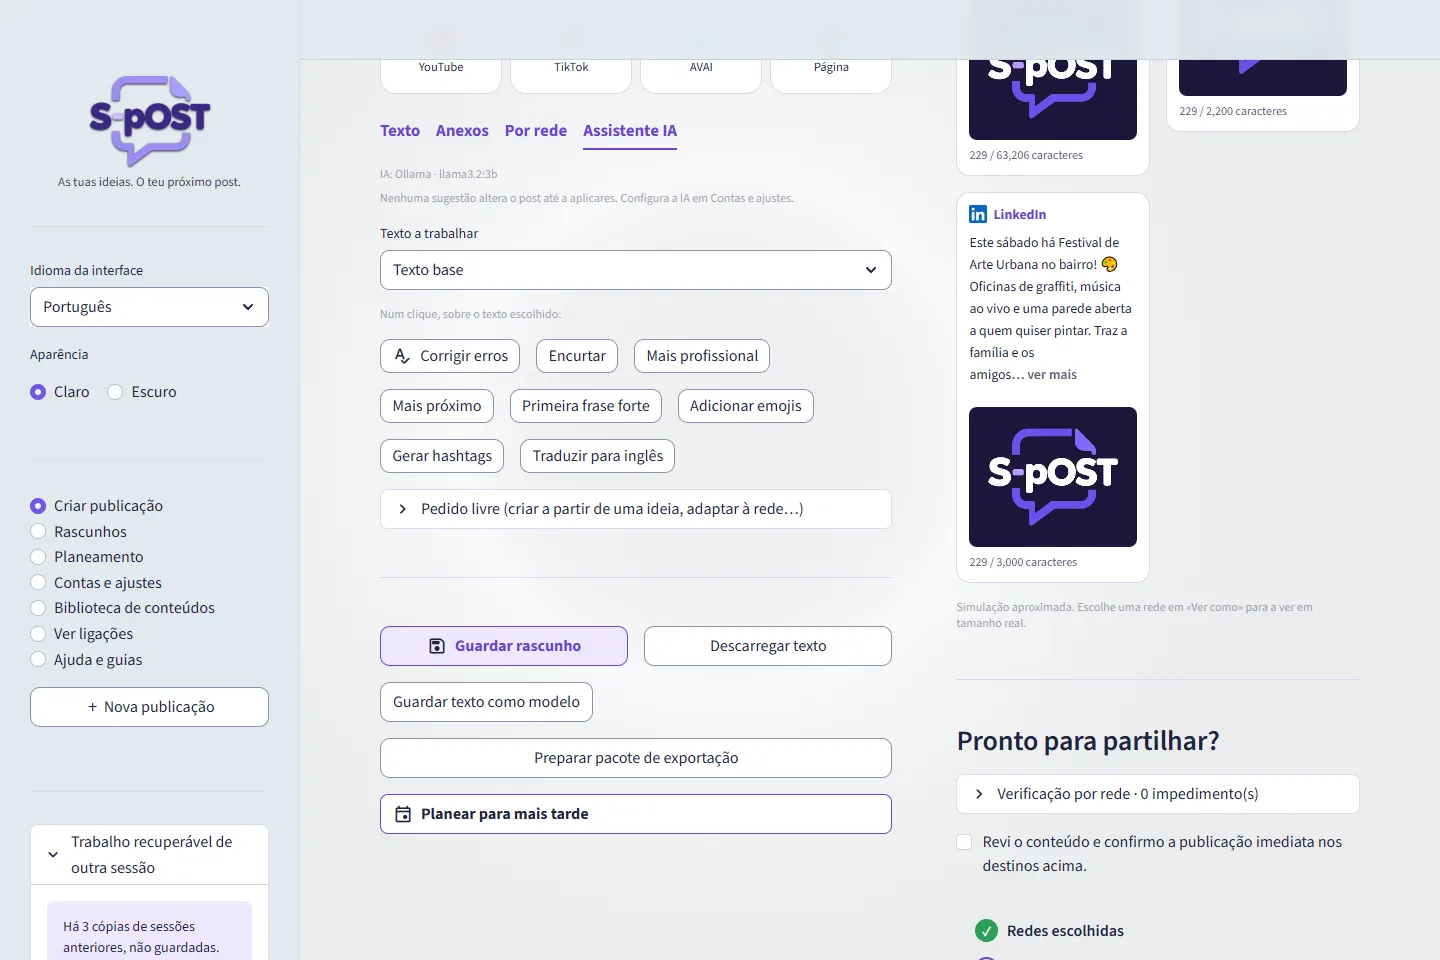 S-pOST
As tuas ideias. O teu próximo post.
Idioma da interface
Português
Aparência
Claro
Escuro
Criar publicação
Rascunhos
Planeamento
Contas e ajustes
Biblioteca de conteúdos
Ver ligações
Ajuda e guias
+ Nova publicação
Trabalho recuperável de
outra sessão
Há 3 cópias de sessões
anteriores, não guardadas.
YouTube
TikTok
AVAI
Página
Texto
Anexos
Por rede
Assistente IA
IA: Ollama · llama3.2:3b
Nenhuma sugestão altera o post até a aplicares. Configura a IA em Contas e ajustes.
Texto a trabalhar
Texto base
Num clique, sobre o texto escolhido:
Corrigir erros
Encurtar
Mais profissional
Mais próximo
Primeira frase forte
Adicionar emojis
Gerar hashtags
Traduzir para inglês
Pedido livre (criar a partir de uma ideia, adaptar à rede…)
Guardar rascunho
Descarregar texto
Guardar texto como modelo
Preparar pacote de exportação
Planear para mais tarde
S-pOST
229 / 63,206 caracteres
229 / 2,200 caracteres
in LinkedIn
Este sábado há Festival de
Arte Urbana no bairro! 🎨
Oficinas de graffiti, música
ao vivo e uma parede aberta
a quem quiser pintar. Traz a
família e os
amigos… ver mais
S-pOST
229 / 3,000 caracteres
Simulação aproximada. Escolhe uma rede em «Ver como» para a ver em
tamanho real.
Pronto para partilhar?
Verificação por rede · 0 impedimento(s)
Revi o conteúdo e confirmo a publicação imediata nos
destinos acima.
Redes escolhidas